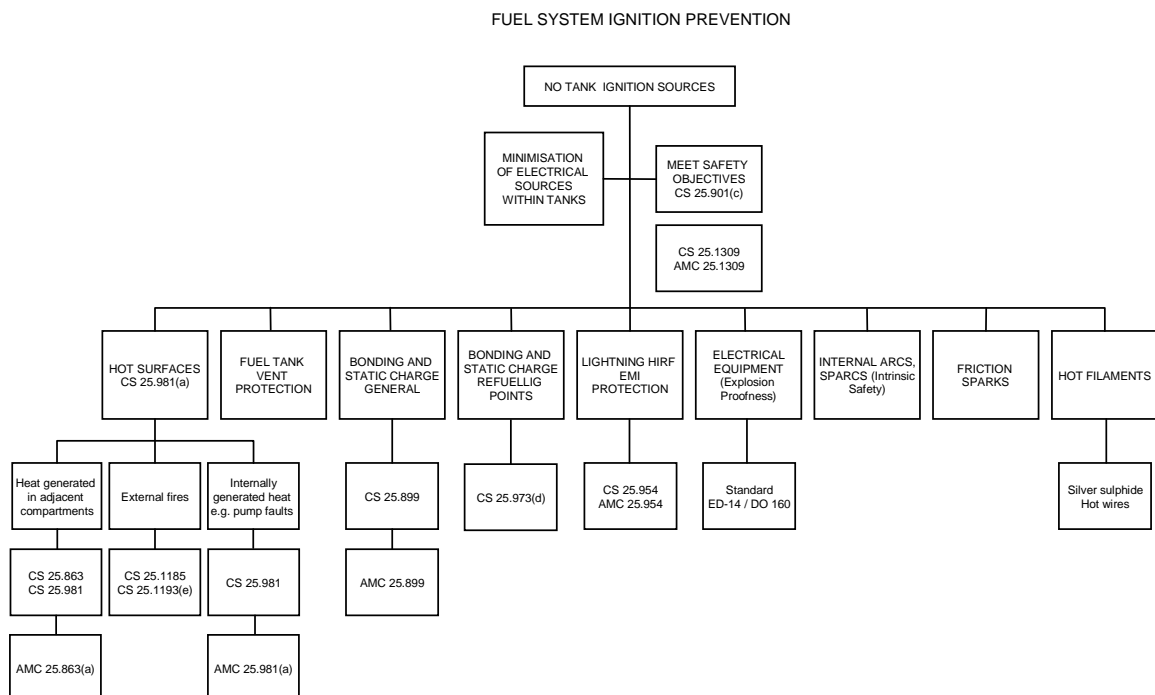 FUEL SYSTEM IGNITION PREVENTION
NO TANK IGNITION SOURCES
MINIMISATION
OF ELECTRICAL
SOURCES
WITHIN TANKS
MEET SAFETY
OBJECTIVES
CS 25.901(c)
CS 25.1309
AMC 25.1309
HOT SURFACES
CS 25.981(a)
FUEL TANK
VENT
PROTECTION
BONDING AND
STATIC CHARGE
GENERAL
BONDING AND
STATIC CHARGE
REFUELLIG
POINTS
LIGHTNING HIRF
EMI
PROTECTION
ELECTRICAL
EQUIPMENT
(Explosion
Proofness)
INTERNAL ARCS,
SPARCS (Intrinsic
Safety)
FRICTION
SPARKS
HOT FILAMENTS
Heat generated
in adjacent
compartments
External fires
Internally
generated heat
e.g. pump faults
CS 25.899
CS 25.973(d)
CS 25.954
AMC 25.954
Standard
ED-14 / DO 160
Silver sulphide
Hot wires
CS 25.863
CS 25.981
CS 25.1185
CS 25.1193(e)
CS 25.981
AMC 25.899
AMC 25.863(a)
AMC 25.981(a)